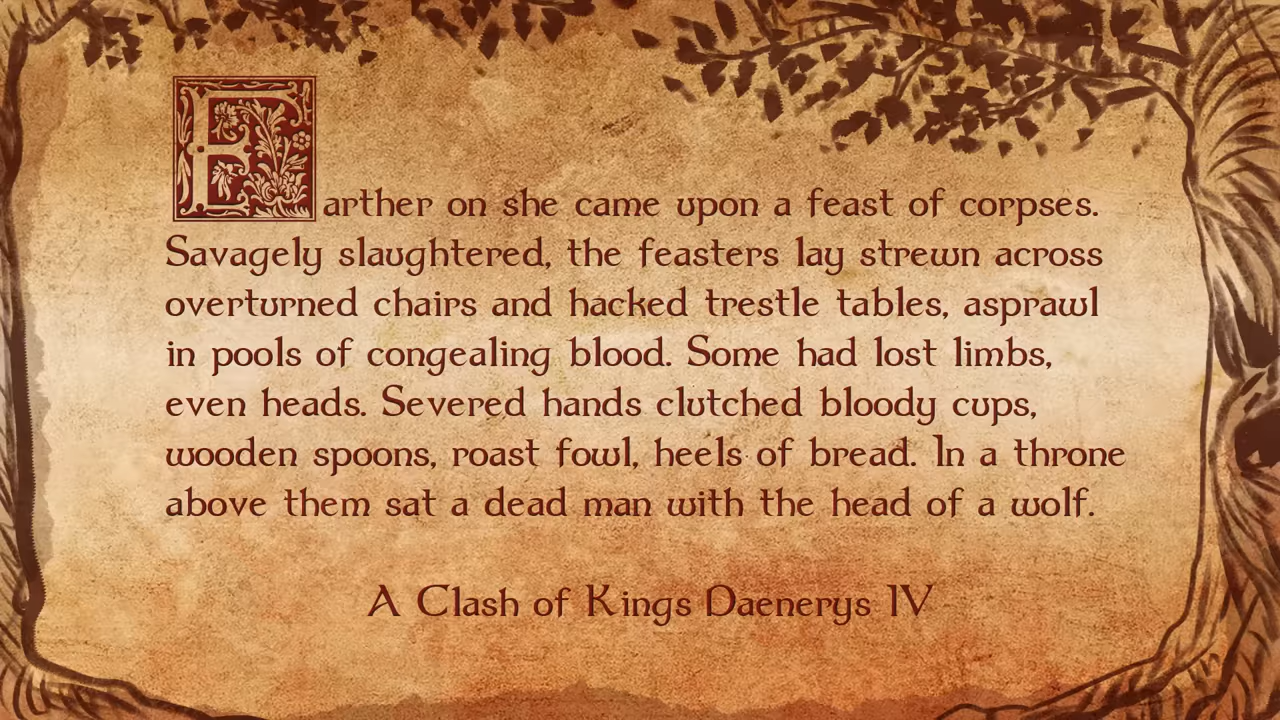 Farther on she came upon a feast of corpses.
Savagely slaughtered, the feasters lay strewn across
overturned chairs and hacked trestle tables, asprawl
in pools of congealing blood. Some had lost limbs,
even heads. Severed hands clutched bloody cups,
wooden spoons, roast fowl, heels of bread. In a throne
above them sat a dead man with the head of a wolf.
A Clash of Kings Daenerys IV